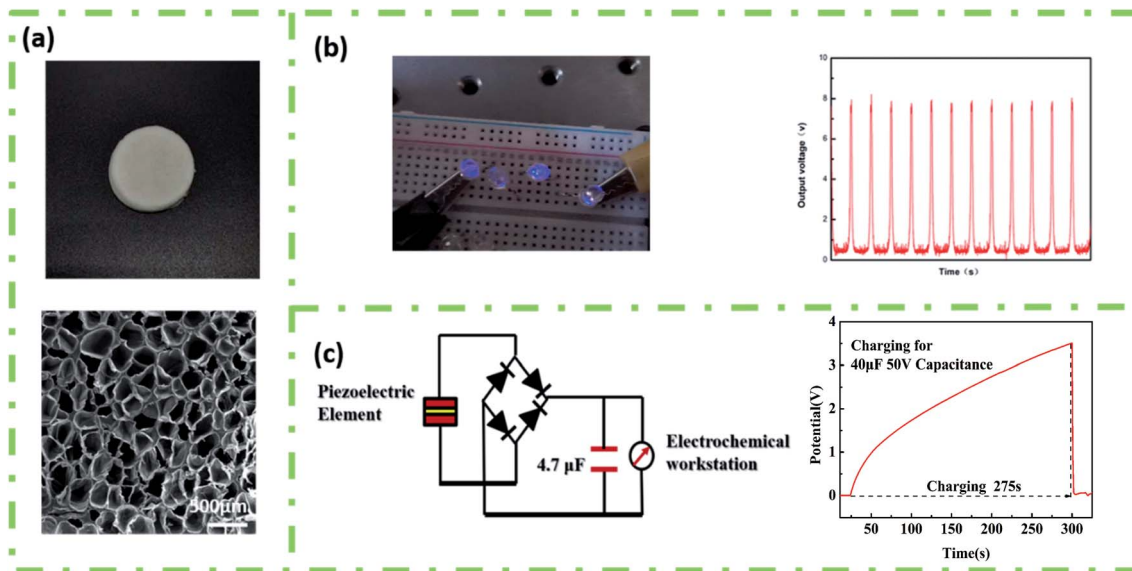 (a)
500μm
(b)
10
8
6
4
2
0
Output voltage (v)
Time (s)
(c)
Piezoelectric
Element
4.7 μF
Electrochemical
workstation
4
3
2
1
0
Potential(V)
Charging for
40μF 50V Capacitance
Charging 275s
50 100 150 200 250 300
Time(s)